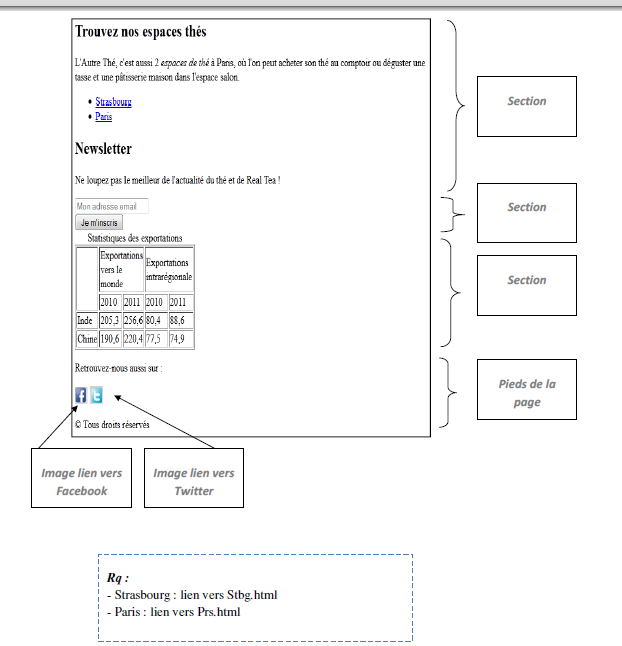 Trouvez nos espaces thés
L'Autre Thé, c'est aussi 2 espaces de thé à Paris, où l'on peut acheter son thé au comptoir ou déguster une
tasse et une pâtisserie maison dans l'espace salon.
• Strasbourg
• Paris
Newsletter
Ne loupez pas le meilleur de l'actualité du thé et de Real Tea !
Mon adresse email
Je m'inscris
Statistiques des exportations
Exportations
vers le
monde
Exportations
intrarégionale
2010 2011 2010 2011
Inde 205,3 256,6 80,4 88,6
Chine 190,6 220,4 77,5 74,9
Retrouvez-nous aussi sur :
© Tous droits réservés
Section
Section
Section
Pieds de la
page
Image lien vers
Facebook
Image lien vers
Twitter
Rq :
- Strasbourg : lien vers Stbg.html
- Paris : lien vers Prs.html